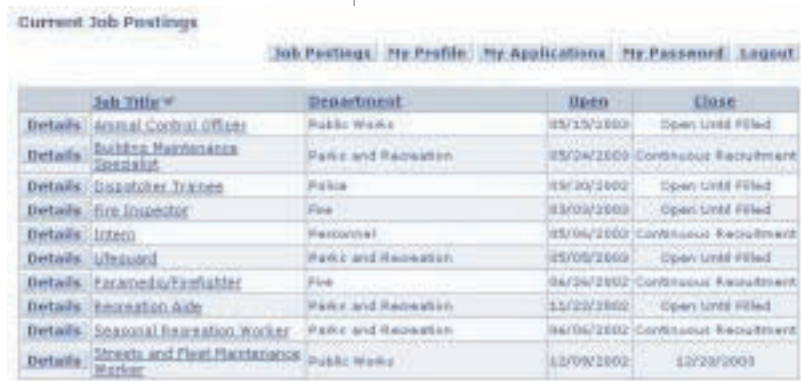 Current Job Postings
Job Postings My Profile My Applications My Password Logout
Job Title Department Open Close
Details Animal Control Officer Public Works Open Until Filled
Details Building Maintenance Specialist Parks and Recreation Continuous Recruitment
Details Dispatcher Trainee Police Open Until Filled
Details Fire Inspector Fire Open Until Filled
Details Intern Personnel Continuous Recruitment
Details Lifeguard Parks and Recreation Open Until Filled
Details Paramedic/Firefighter Fire Continuous Recruitment
Details Recreation Aide Parks and Recreation Open Until Filled
Details Seasonal Recreation Worker Parks and Recreation Continuous Recruitment
Details Streets and Fleet Maintenance Worker Public Works 12/09/2002